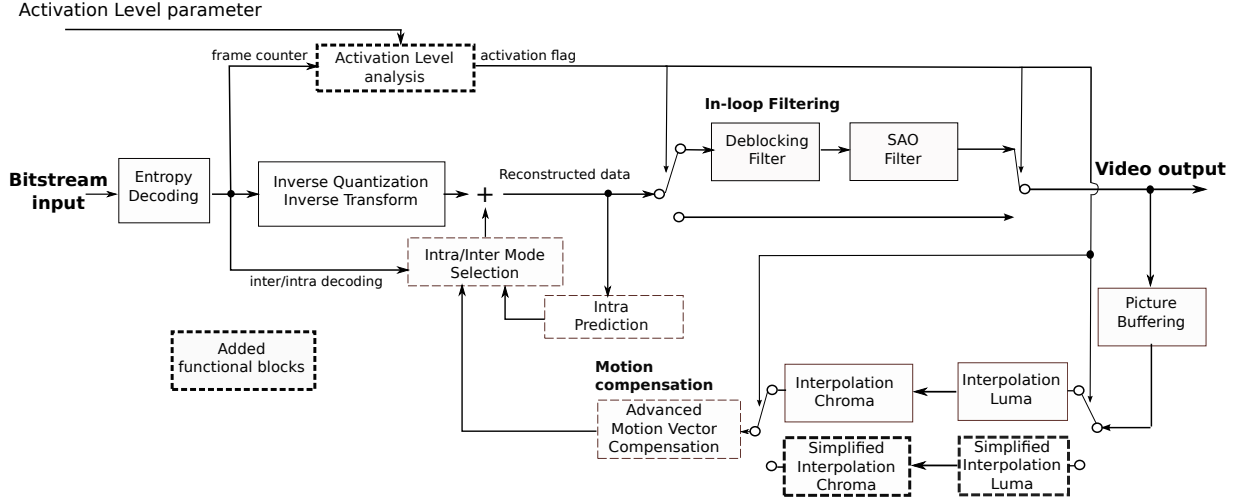 Activation Level parameter
frame counter
Activation Level
analysis
activation flag
In-loop Filtering
Deblocking
Filter
SAO
Filter
Bitstream
input
Entropy
Decoding
Inverse Quantization
Inverse Transform
+
Reconstructed data
Video output
Intra/Inter Mode
Selection
inter/intra decoding
Intra
Prediction
Picture
Buffering
Added
functional blocks
Motion
compensation
Advanced
Motion Vector
Compensation
Interpolation
Chroma
Interpolation
Luma
Simplified
Interpolation
Chroma
Simplified
Interpolation
Luma